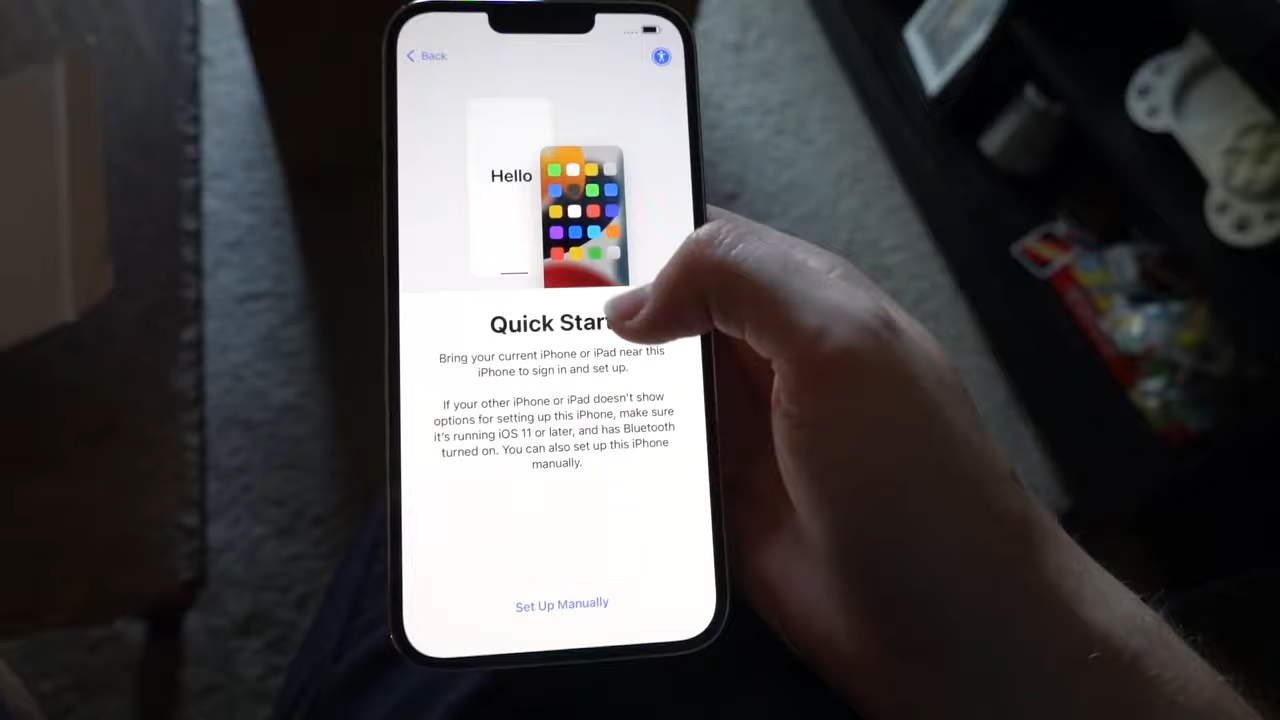 Back
Hello
Quick Start
Bring your current iPhone or iPad near this
iPhone to sign in and set up.
If your other iPhone or iPad doesn't show
options for setting up this iPhone, make sure
it's running iOS 11 or later, and has Bluetooth
turned on. You can also set up this iPhone
manually.
Set Up Manually